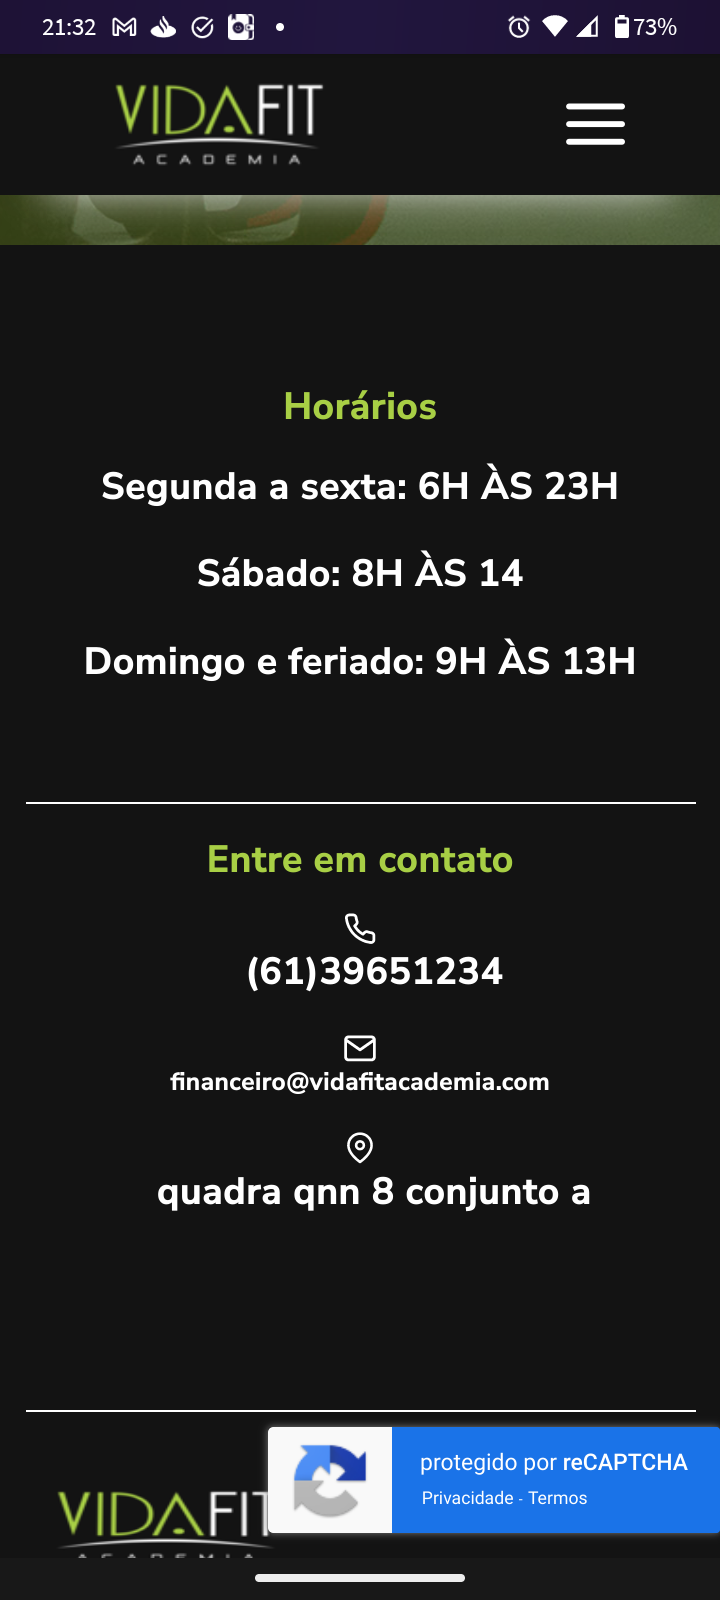 21:32
73%
VIDAFIT
ACADEMIA
Horários
Segunda a sexta: 6H ÀS 23H
Sábado: 8H ÀS 14
Domingo e feriado: 9H ÀS 13H
Entre em contato
(61)39651234
financeiro@vidafitacademia.com
quadra qnn 8 conjunto a
protegido por reCAPTCHA
Privacidade - Termos
VIDAFIT
ACADEMIA